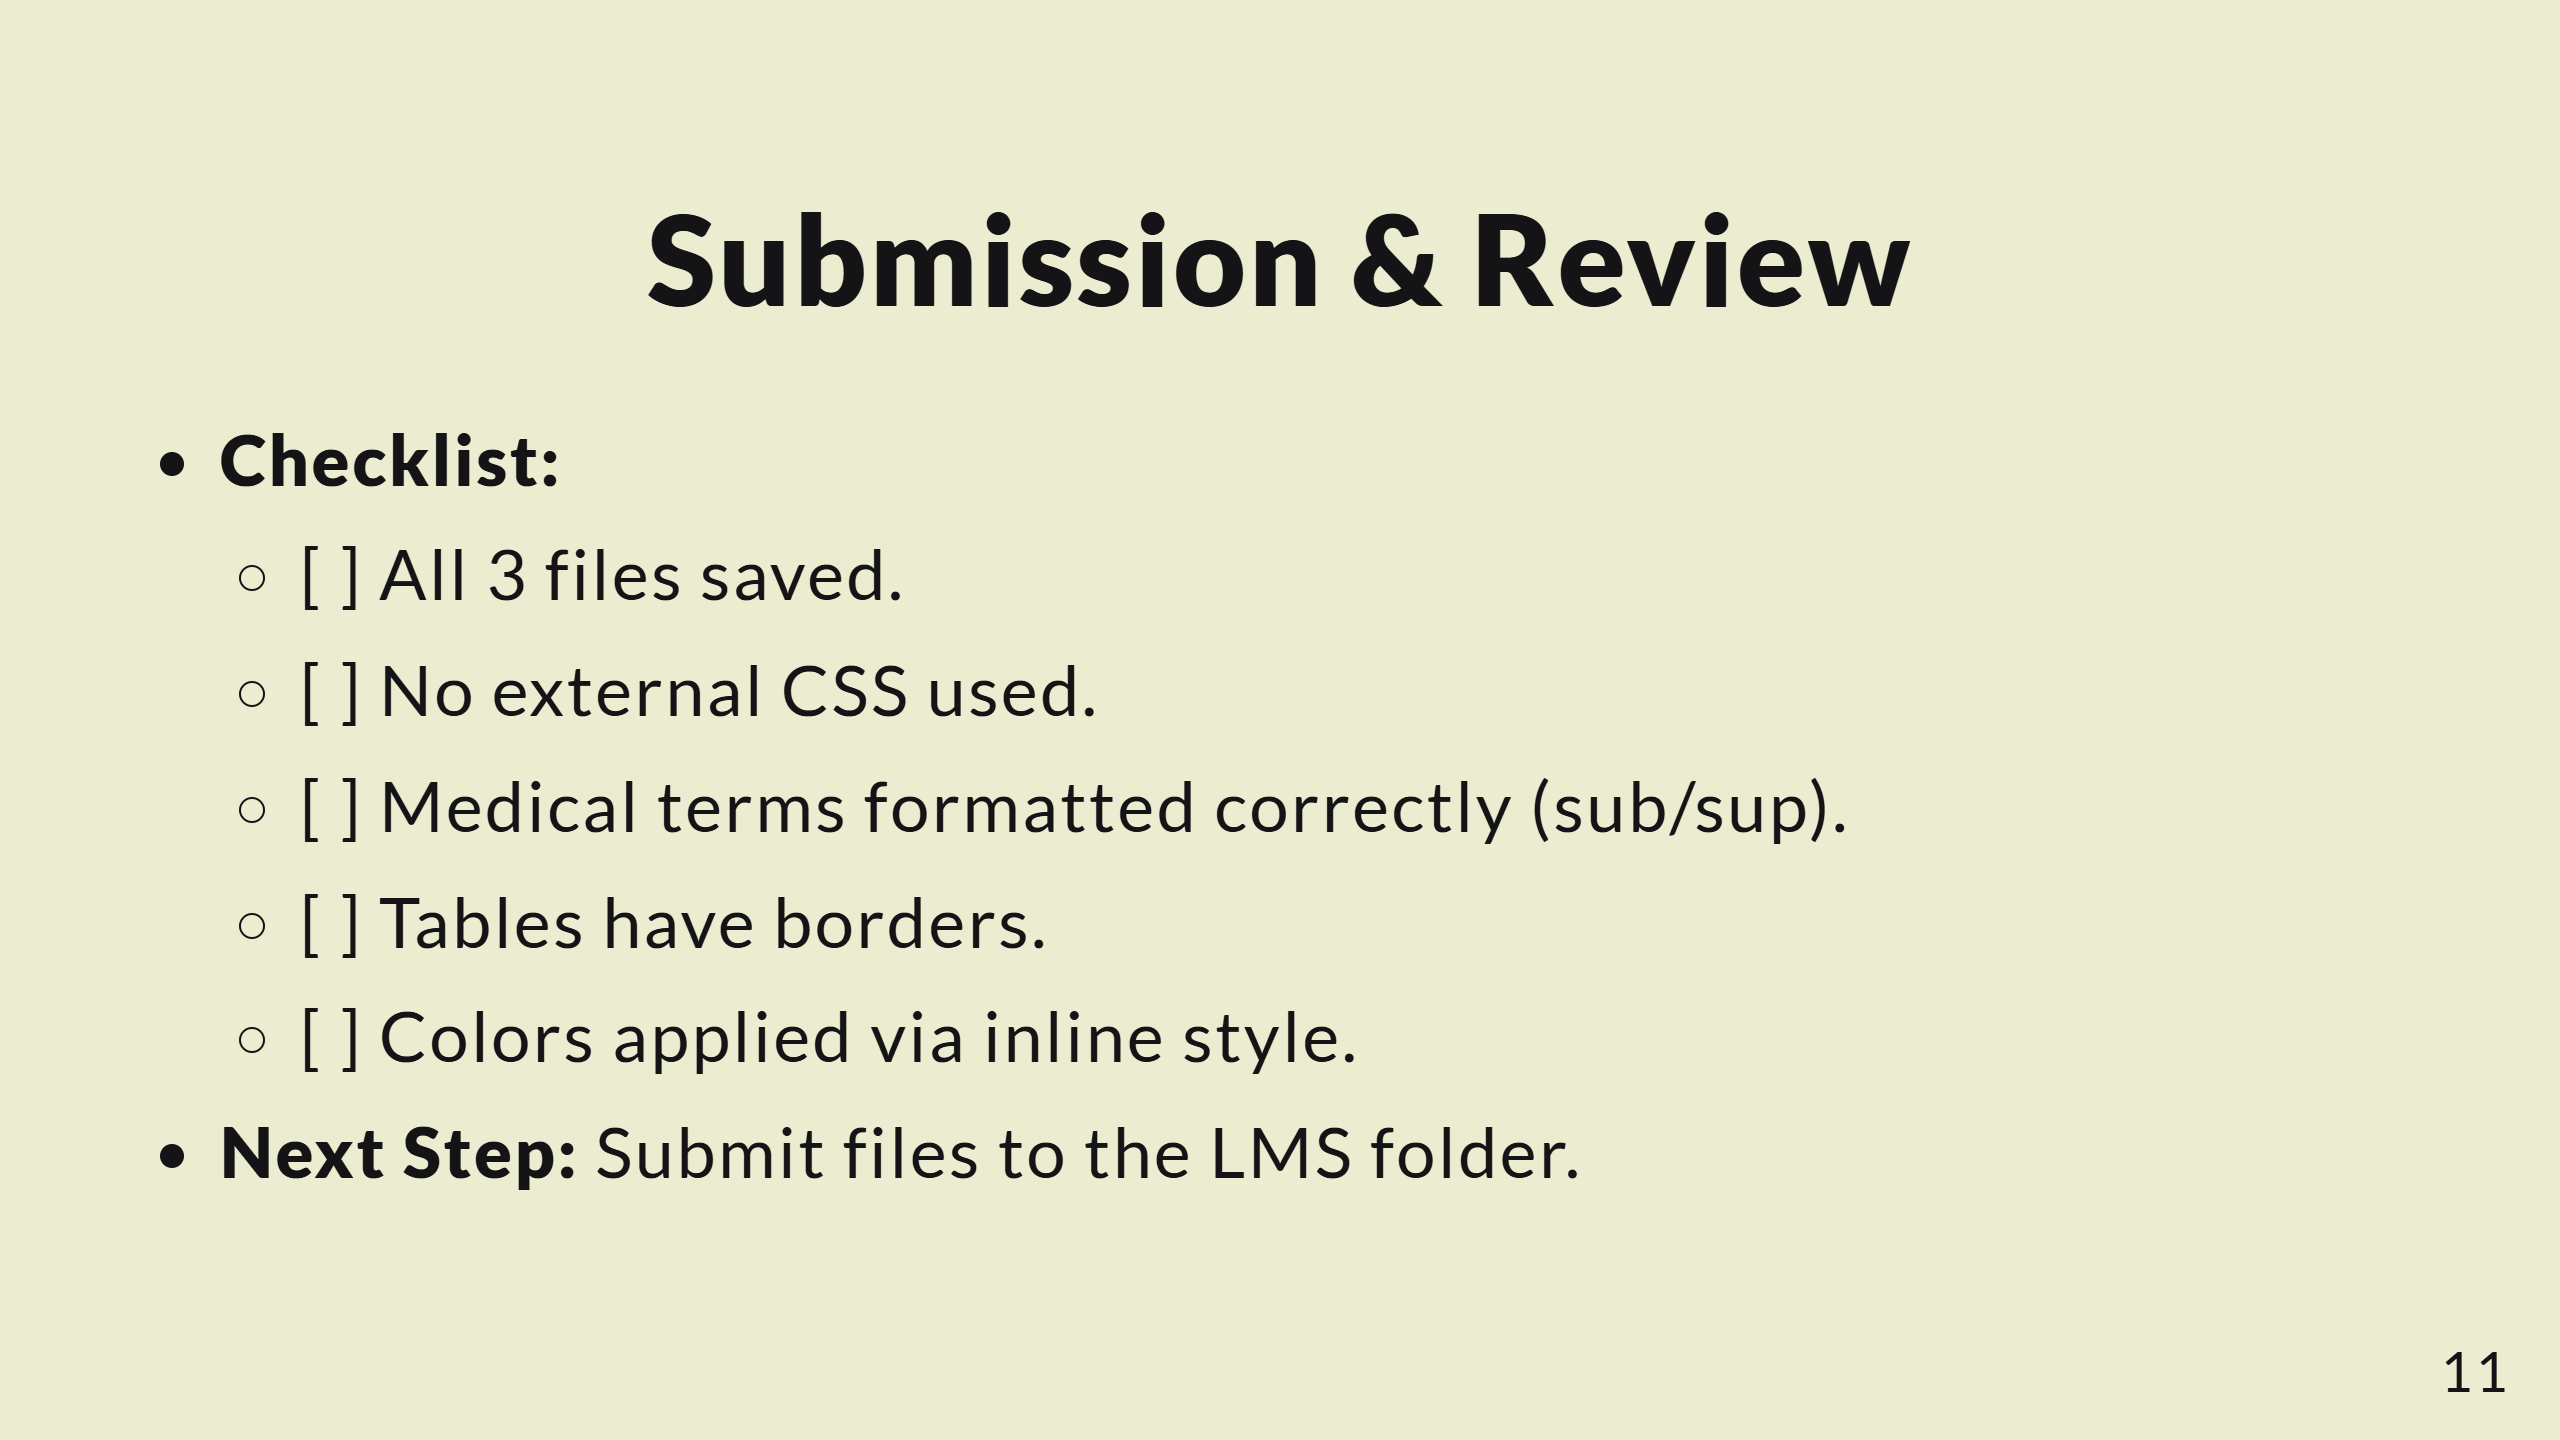 Submission & Review
• Checklist:
○ [ ] All 3 files saved.
○ [ ] No external CSS used.
○ [ ] Medical terms formatted correctly (sub/sup).
○ [ ] Tables have borders.
○ [ ] Colors applied via inline style.
• Next Step: Submit files to the LMS folder.
11